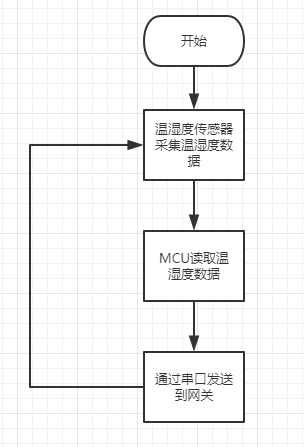 开始
温湿度传感器
采集温湿度数
据
MCU读取温
湿度数据
通过串口发送
到网关